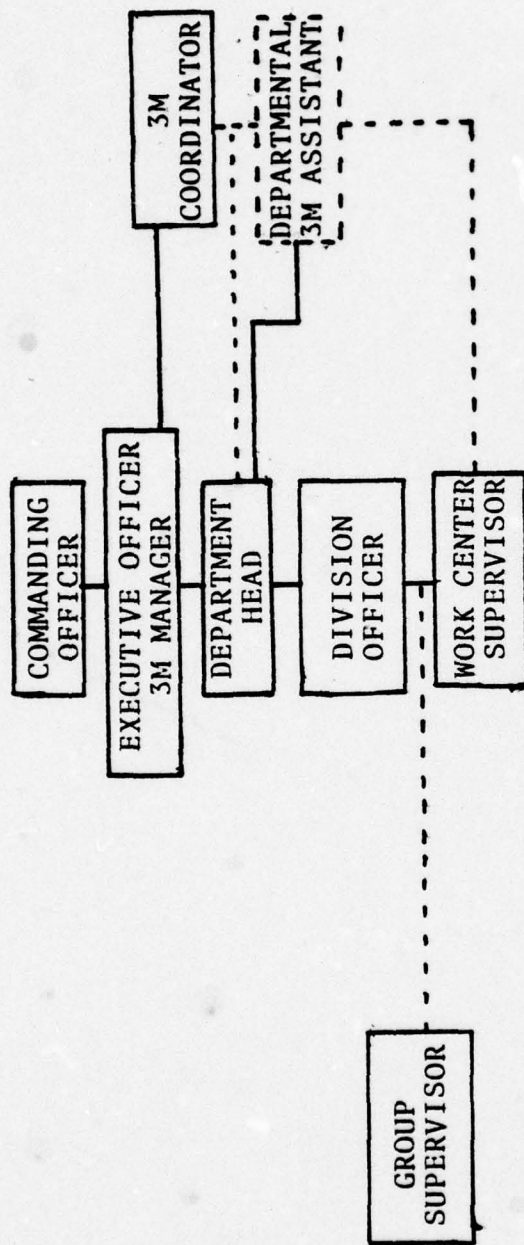 COMMANDING
OFFICER
EXECUTIVE OFFICER
3M MANAGER
3M
COORDINATOR
DEPARTMENT
HEAD
DEPARTMENTAL
3M ASSISTANT
DIVISION
OFFICER
WORK CENTER
SUPERVISOR
GROUP
SUPERVISOR